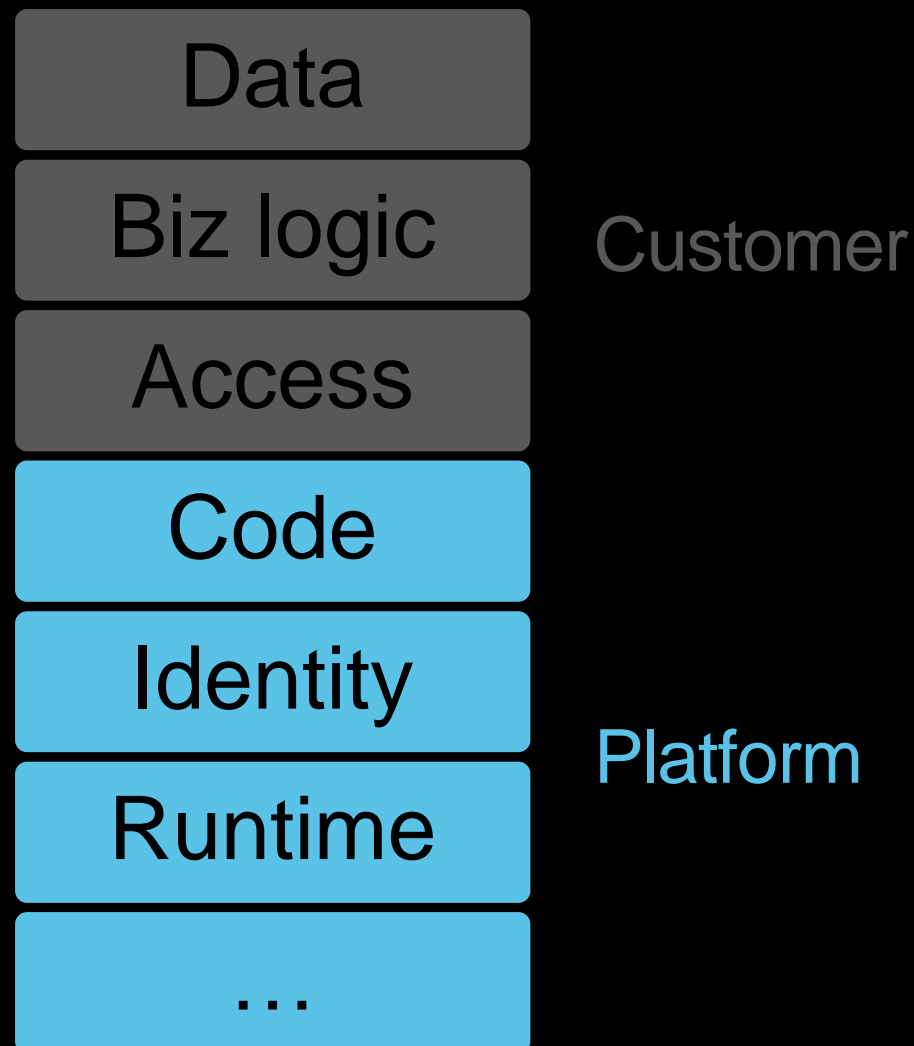 Data
Biz logic
Customer
Access
Code
Identity
Platform
Runtime
…